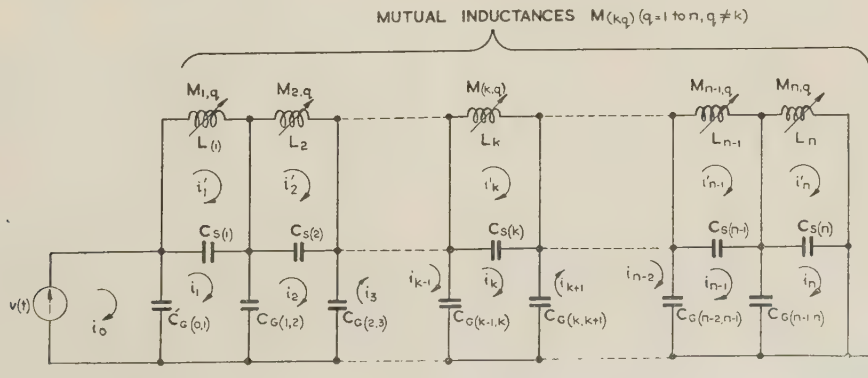 MUTUAL INDUCTANCES M(kq) (q=1 to n, q≠k)
M1,q M2,q M(k,q) Mn-1,q Mn,q
L(1) L2 Lk Ln-1 Ln
i'1 i'2 i'k i'n-1 i'n
CS(1) CS(2) CS(k) CS(n-1) CS(n)
v(t) i0 i1 i2 i3 ik-1 ik ik+1 in-2 in-1 in
C'G(0,1) CG(1,2) CG(2,3) CG(k-1,k) CG(k,k+1) CG(n-2,n-1) CG(n-1,n)